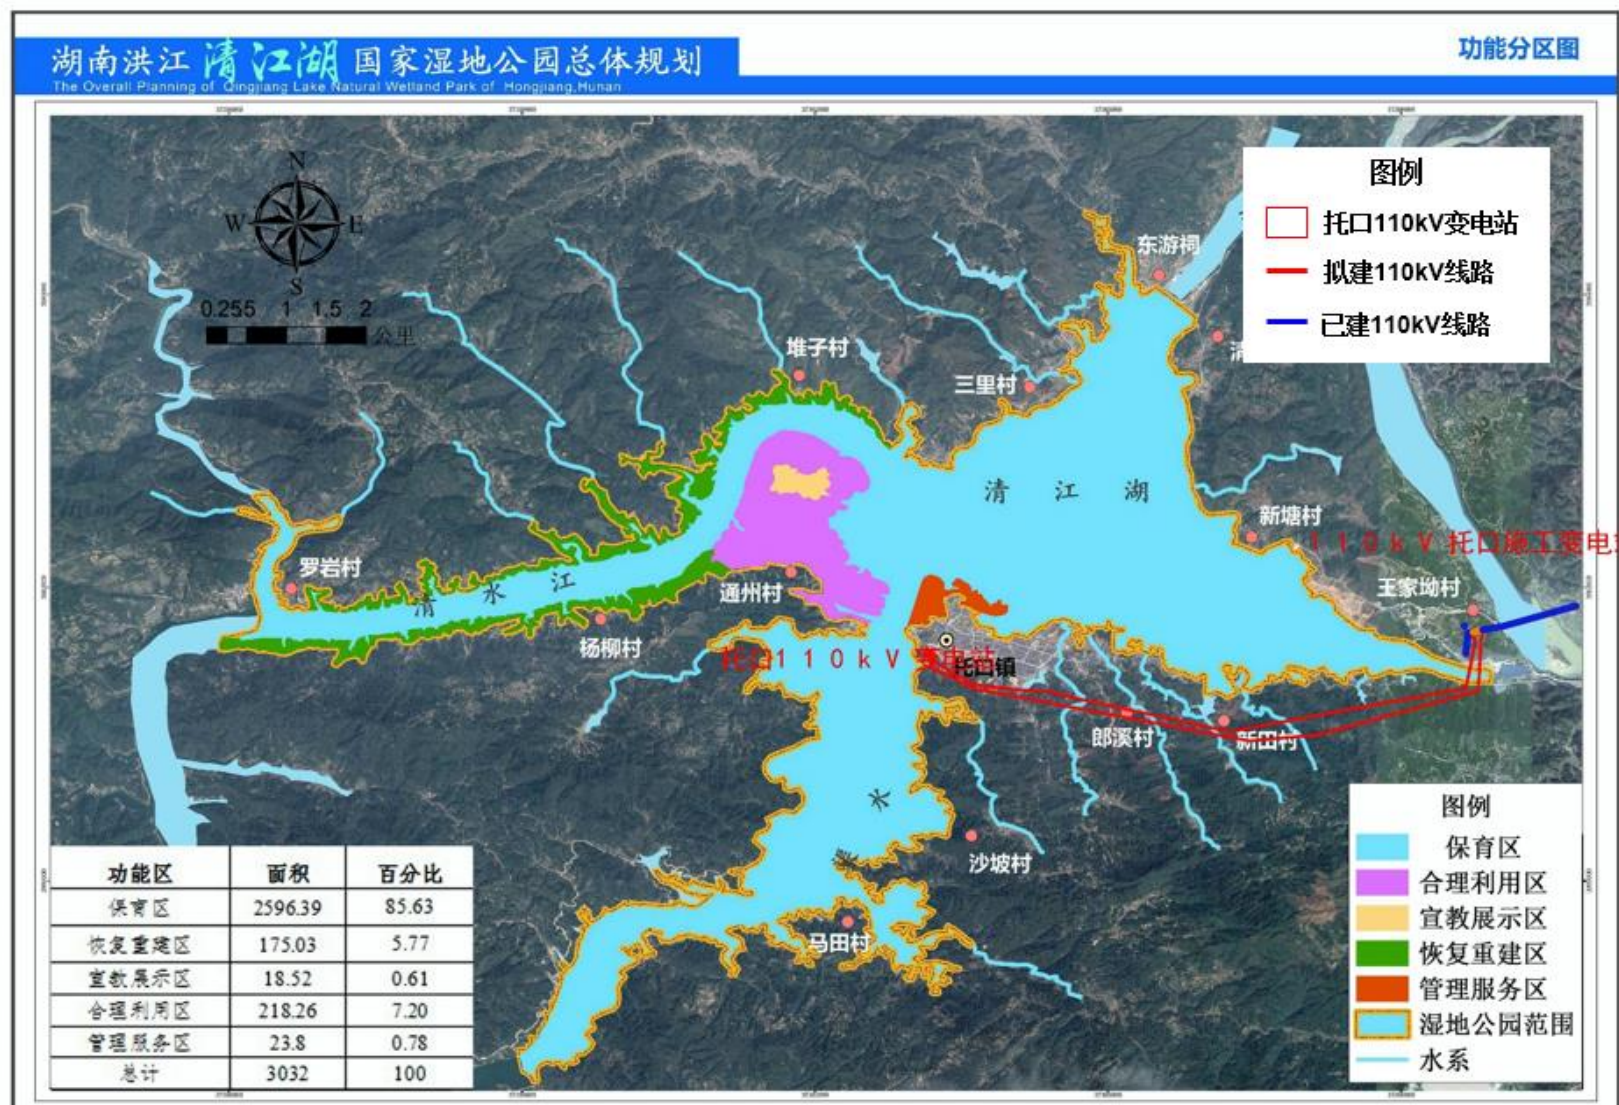 功能分区图
湖南洪江清江湖国家湿地公园总体规划
The Overall Planning of Qingjiang Lake Natural Wetland Park of Hongjiang,Hunan
N
W
E
S
0.255 1 1.5 2
公里
图例
托口110kV变电站
拟建110kV线路
已建110kV线路
东游祠
清
堆子村
三里村
清江湖
新塘村
110kV托口施工变电
王家坳村
罗岩村
清水江
通州村
杨柳村
托口110kV变电站
托口镇
郎溪村
新田村
水
沙坡村
马田村
功能区 面积 百分比
保育区 2596.39 85.63
恢复重建区 175.03 5.77
宣教展示区 18.52 0.61
合理利用区 218.26 7.20
管理服务区 23.8 0.78
总计 3032 100
图例
保育区
合理利用区
宣教展示区
恢复重建区
管理服务区
湿地公园范围
水系